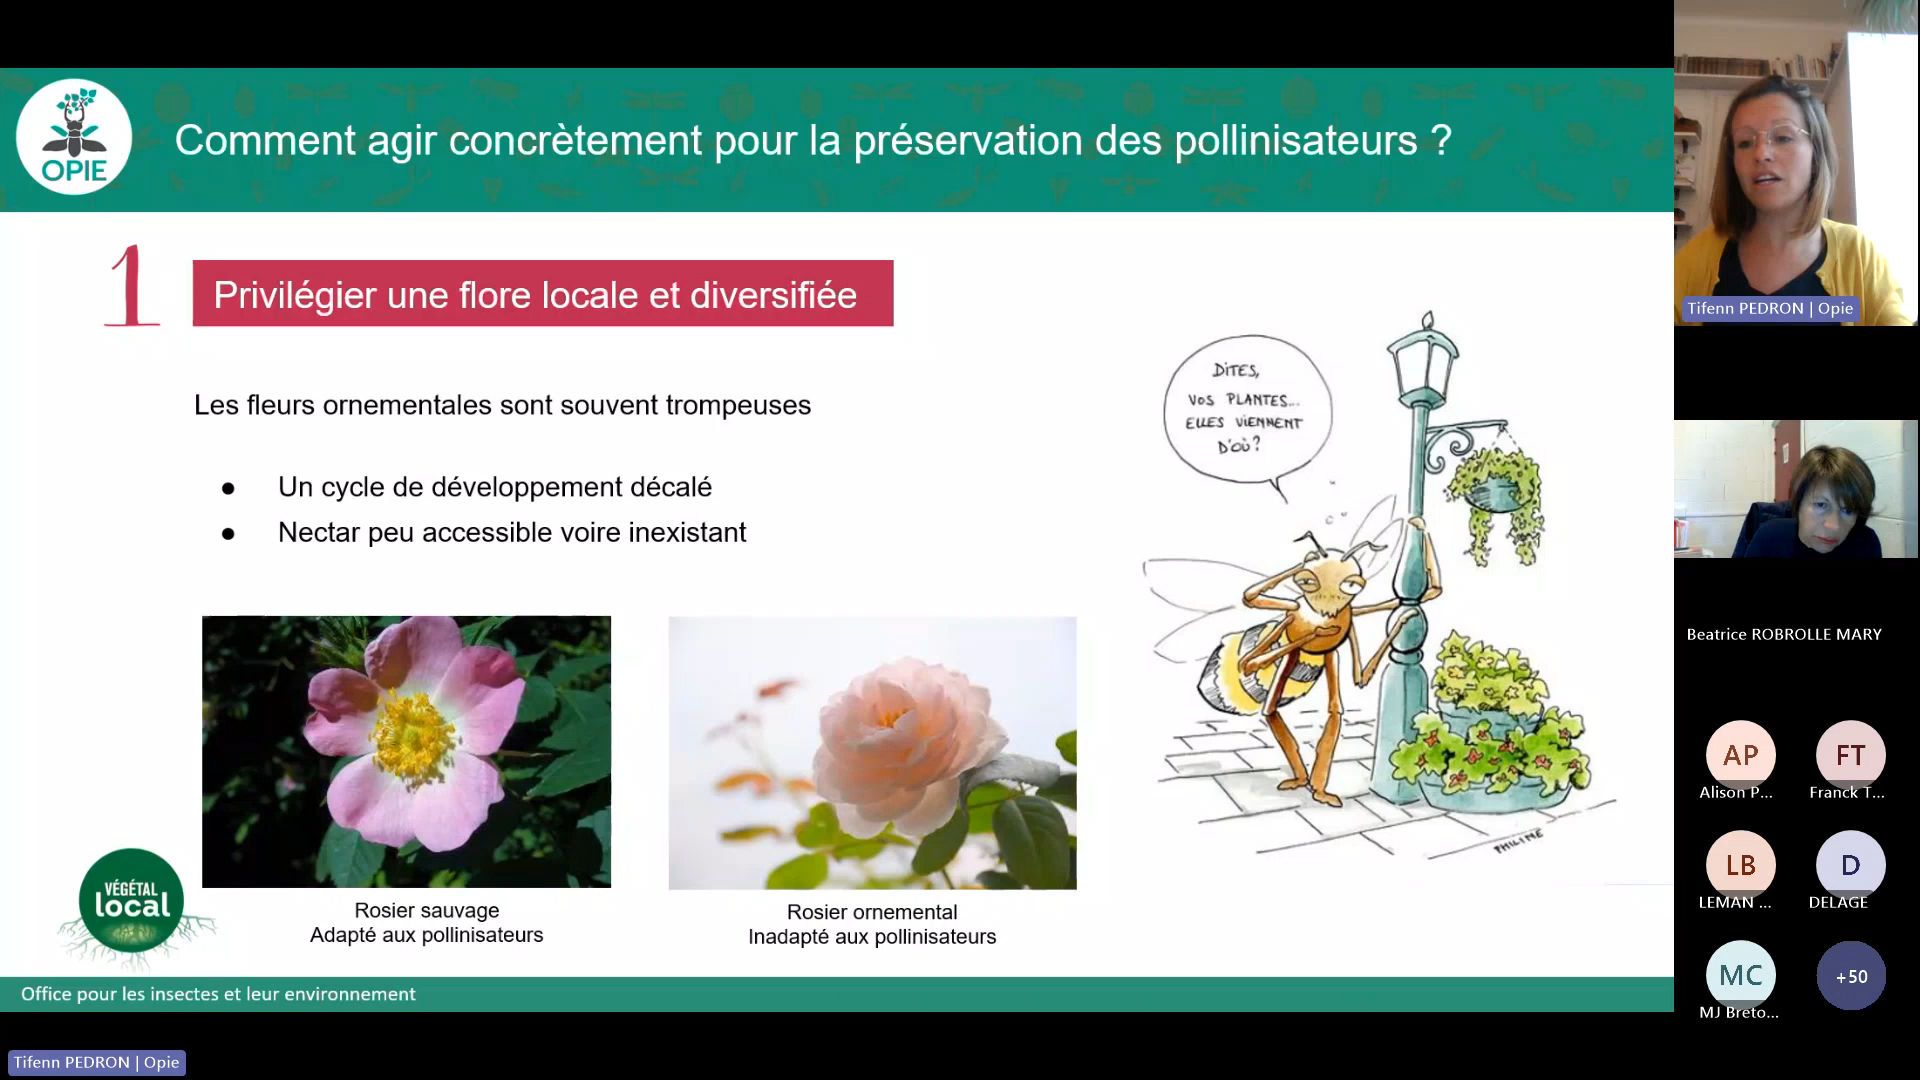 OPIE
Comment agir concrètement pour la préservation des pollinisateurs ?
1
Privilégier une flore locale et diversifiée
Les fleurs ornementales sont souvent trompeuses
● Un cycle de développement décalé
● Nectar peu accessible voire inexistant
DITES,
VOS PLANTES...
ELLES VIENNENT
D'OÙ?
PHILINE
VÉGÉTAL
local
Rosier sauvage
Adapté aux pollinisateurs
Rosier ornemental
Inadapté aux pollinisateurs
Office pour les insectes et leur environnement
Tifenn PEDRON | Opie
Tifenn PEDRON | Opie
Beatrice ROBROLLE MARY
AP
Alison P...
FT
Franck T...
LB
LEMAN ...
D
DELAGE
MC
MJ Breto...
+50